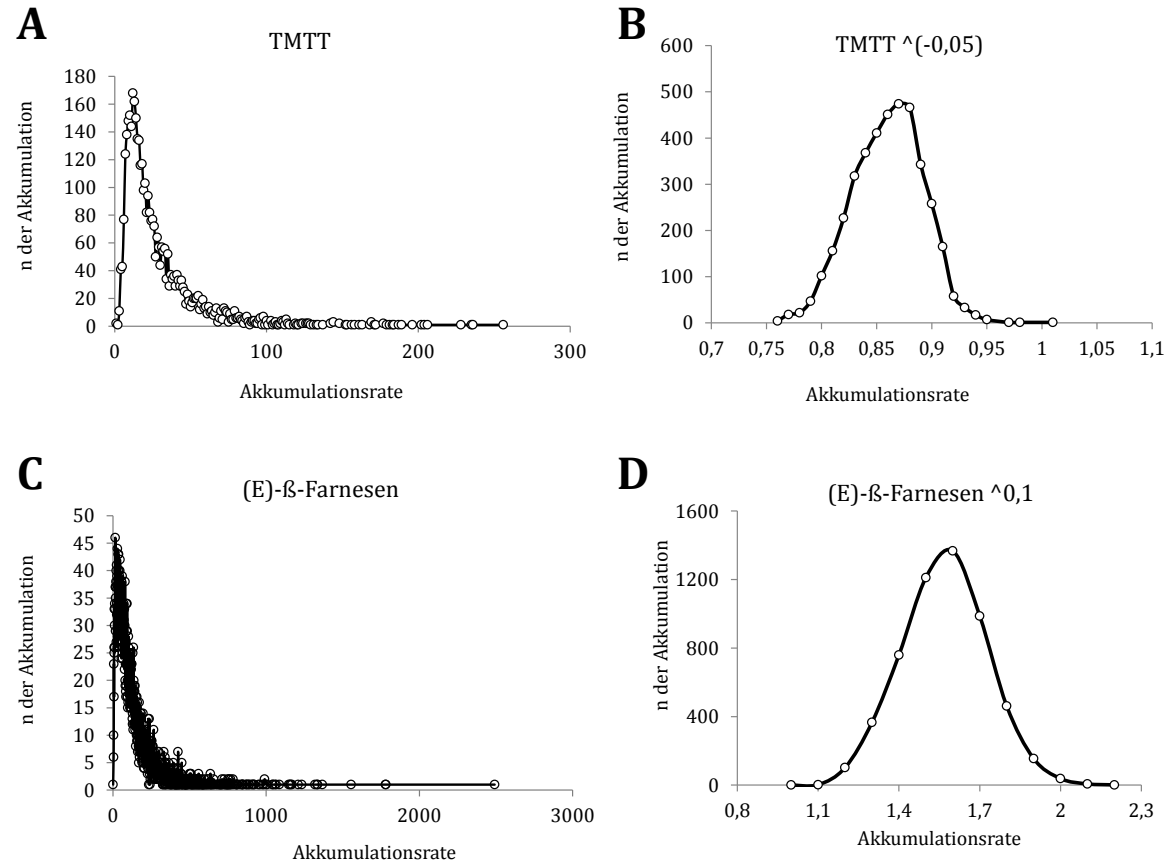 A
TMTT
n der Akkumulation
180
160
140
120
100
80
60
40
20
0
0 100 200 300
Akkumulationsrate
B
TMTT ^(-0,05)
n der Akkumulation
600
500
400
300
200
100
0
0,7 0,75 0,8 0,85 0,9 0,95 1 1,05 1,1
Akkumulationsrate
C
(E)-ß-Farnesen
n der Akkumulation
50
45
40
35
30
25
20
15
10
5
0
0 1000 2000 3000
Akkumulationsrate
D
(E)-ß-Farnesen ^0,1
n der Akkumulation
1600
1200
800
400
0
0,8 1,1 1,4 1,7 2 2,3
Akkumulationsrate